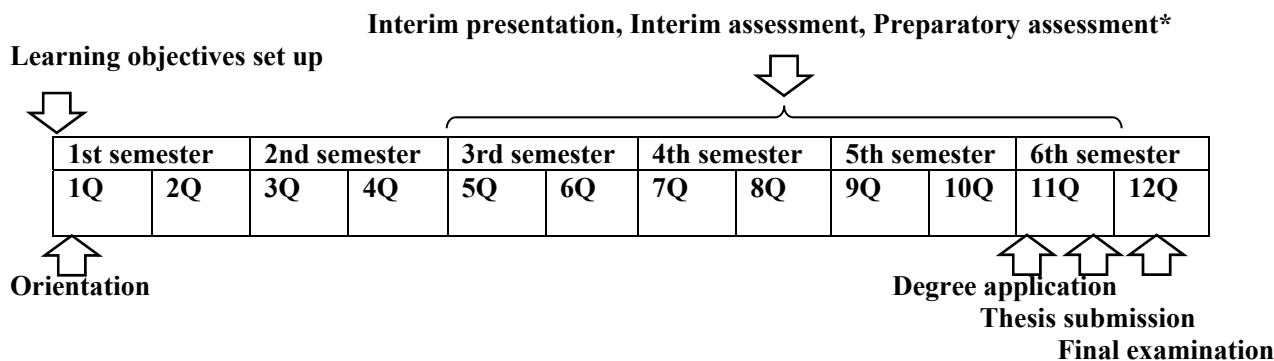 Interim presentation, Interim assessment, Preparatory assessment*
Learning objectives set up
1st semester 2nd semester 3rd semester 4th semester 5th semester 6th semester
1Q 2Q 3Q 4Q 5Q 6Q 7Q 8Q 9Q 10Q 11Q 12Q
Orientation Degree application
Thesis submission
Final examination